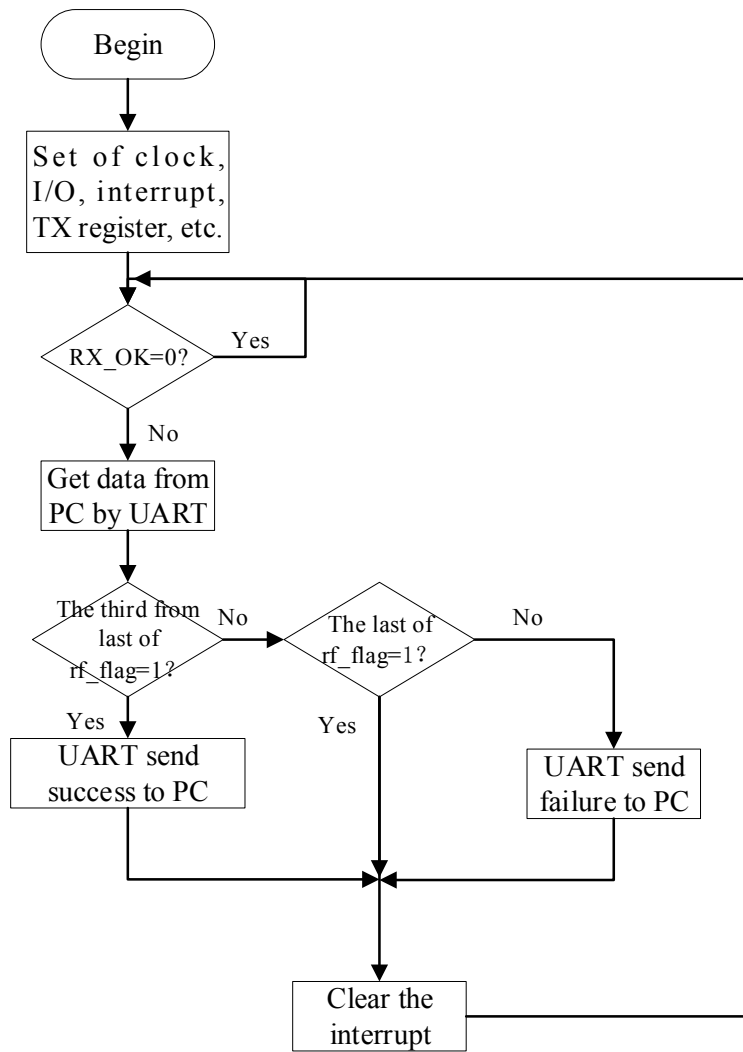 Begin
Set of clock,
I/O, interrupt,
TX register, etc.
RX_OK=0?
Yes
No
Get data from
PC by UART
The third from
last of
rf_flag=1?
No
The last of
rf_flag=1?
No
Yes
Yes
UART send
success to PC
UART send
failure to PC
Clear the
interrupt